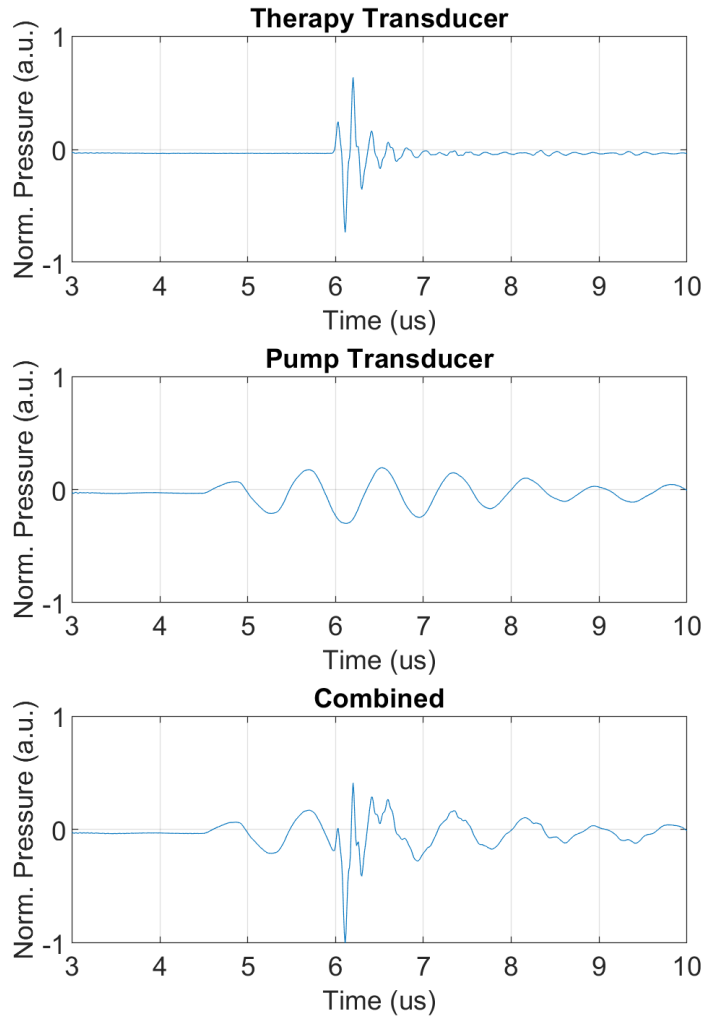 Therapy Transducer
Norm. Pressure (a.u.)
1
0
-1
3 4 5 6 7 8 9 10
Time (us)
Pump Transducer
Norm. Pressure (a.u.)
1
0
-1
3 4 5 6 7 8 9 10
Time (us)
Combined
Norm. Pressure (a.u.)
1
0
-1
3 4 5 6 7 8 9 10
Time (us)